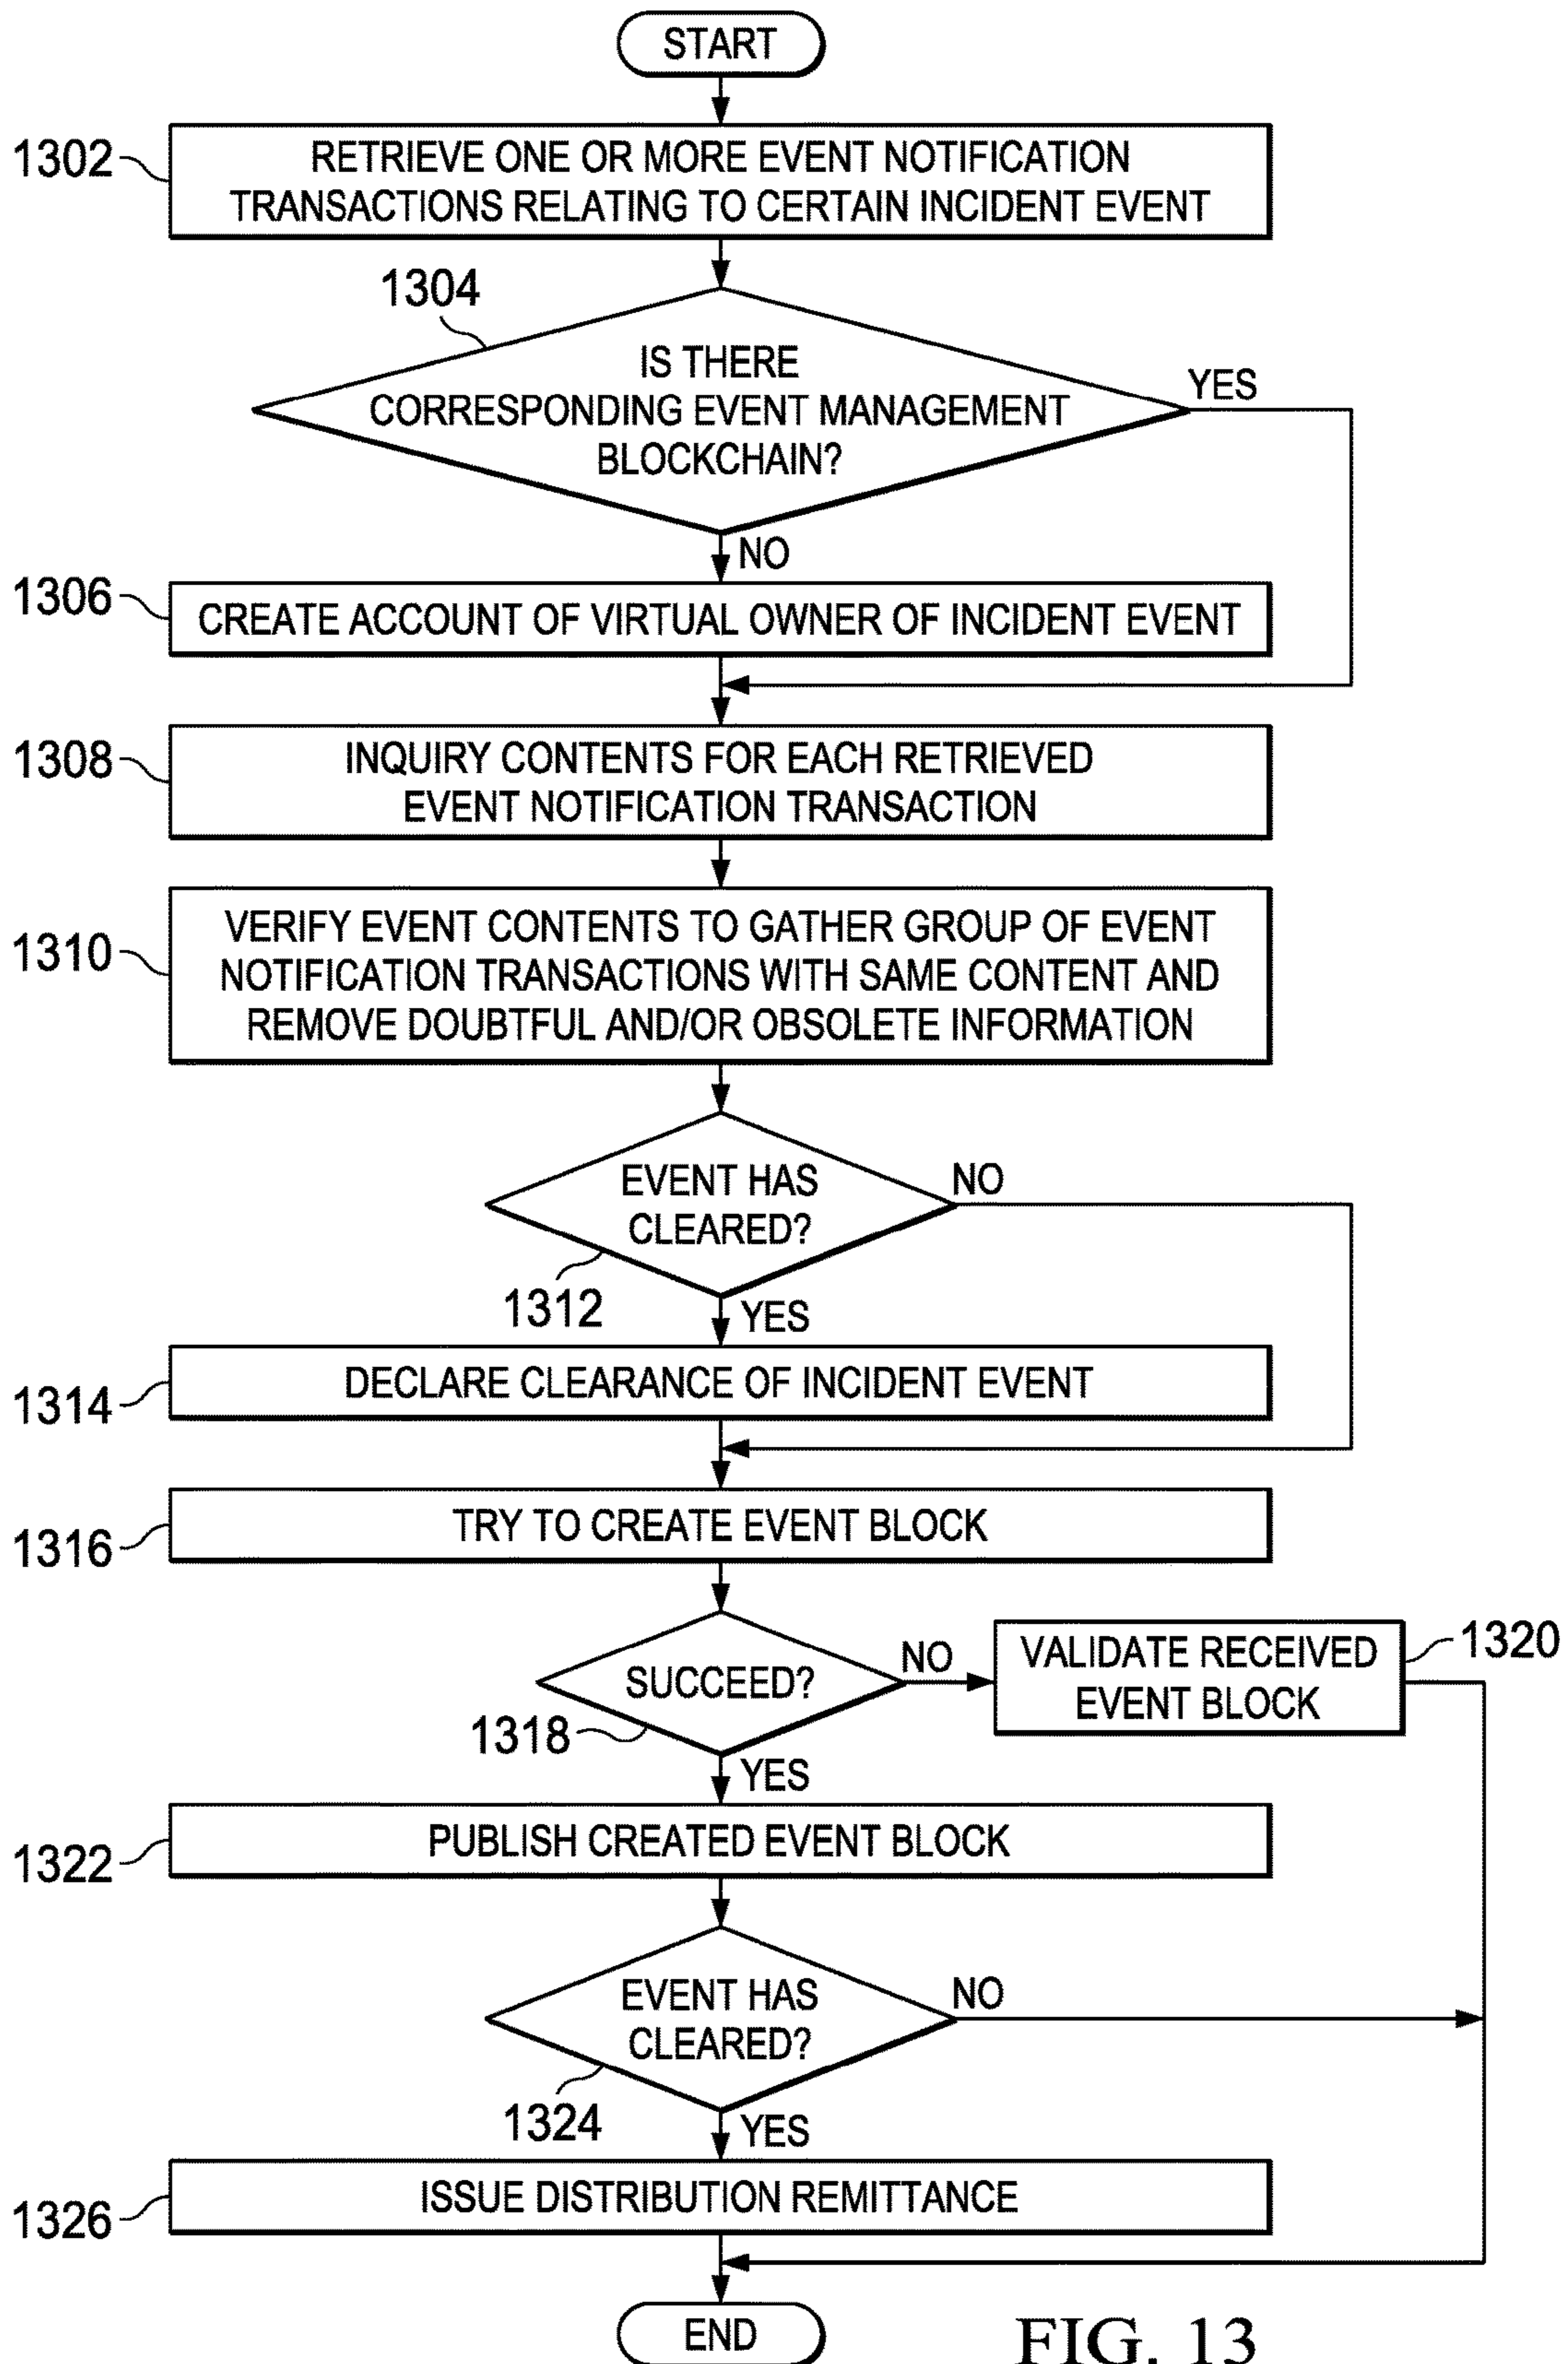 START
1302
RETRIEVE ONE OR MORE EVENT NOTIFICATION
TRANSACTIONS RELATING TO CERTAIN INCIDENT EVENT
1304
IS THERE
CORRESPONDING EVENT MANAGEMENT
BLOCKCHAIN?
YES
NO
1306
CREATE ACCOUNT OF VIRTUAL OWNER OF INCIDENT EVENT
1308
INQUIRY CONTENTS FOR EACH RETRIEVED
EVENT NOTIFICATION TRANSACTION
1310
VERIFY EVENT CONTENTS TO GATHER GROUP OF EVENT
NOTIFICATION TRANSACTIONS WITH SAME CONTENT AND
REMOVE DOUBTFUL AND/OR OBSOLETE INFORMATION
EVENT HAS
CLEARED?
NO
1312
YES
1314
DECLARE CLEARANCE OF INCIDENT EVENT
1316
TRY TO CREATE EVENT BLOCK
SUCCEED?
NO
1318
YES
VALIDATE RECEIVED
EVENT BLOCK
1320
1322
PUBLISH CREATED EVENT BLOCK
EVENT HAS
CLEARED?
NO
1324
YES
1326
ISSUE DISTRIBUTION REMITTANCE
END
FIG. 13